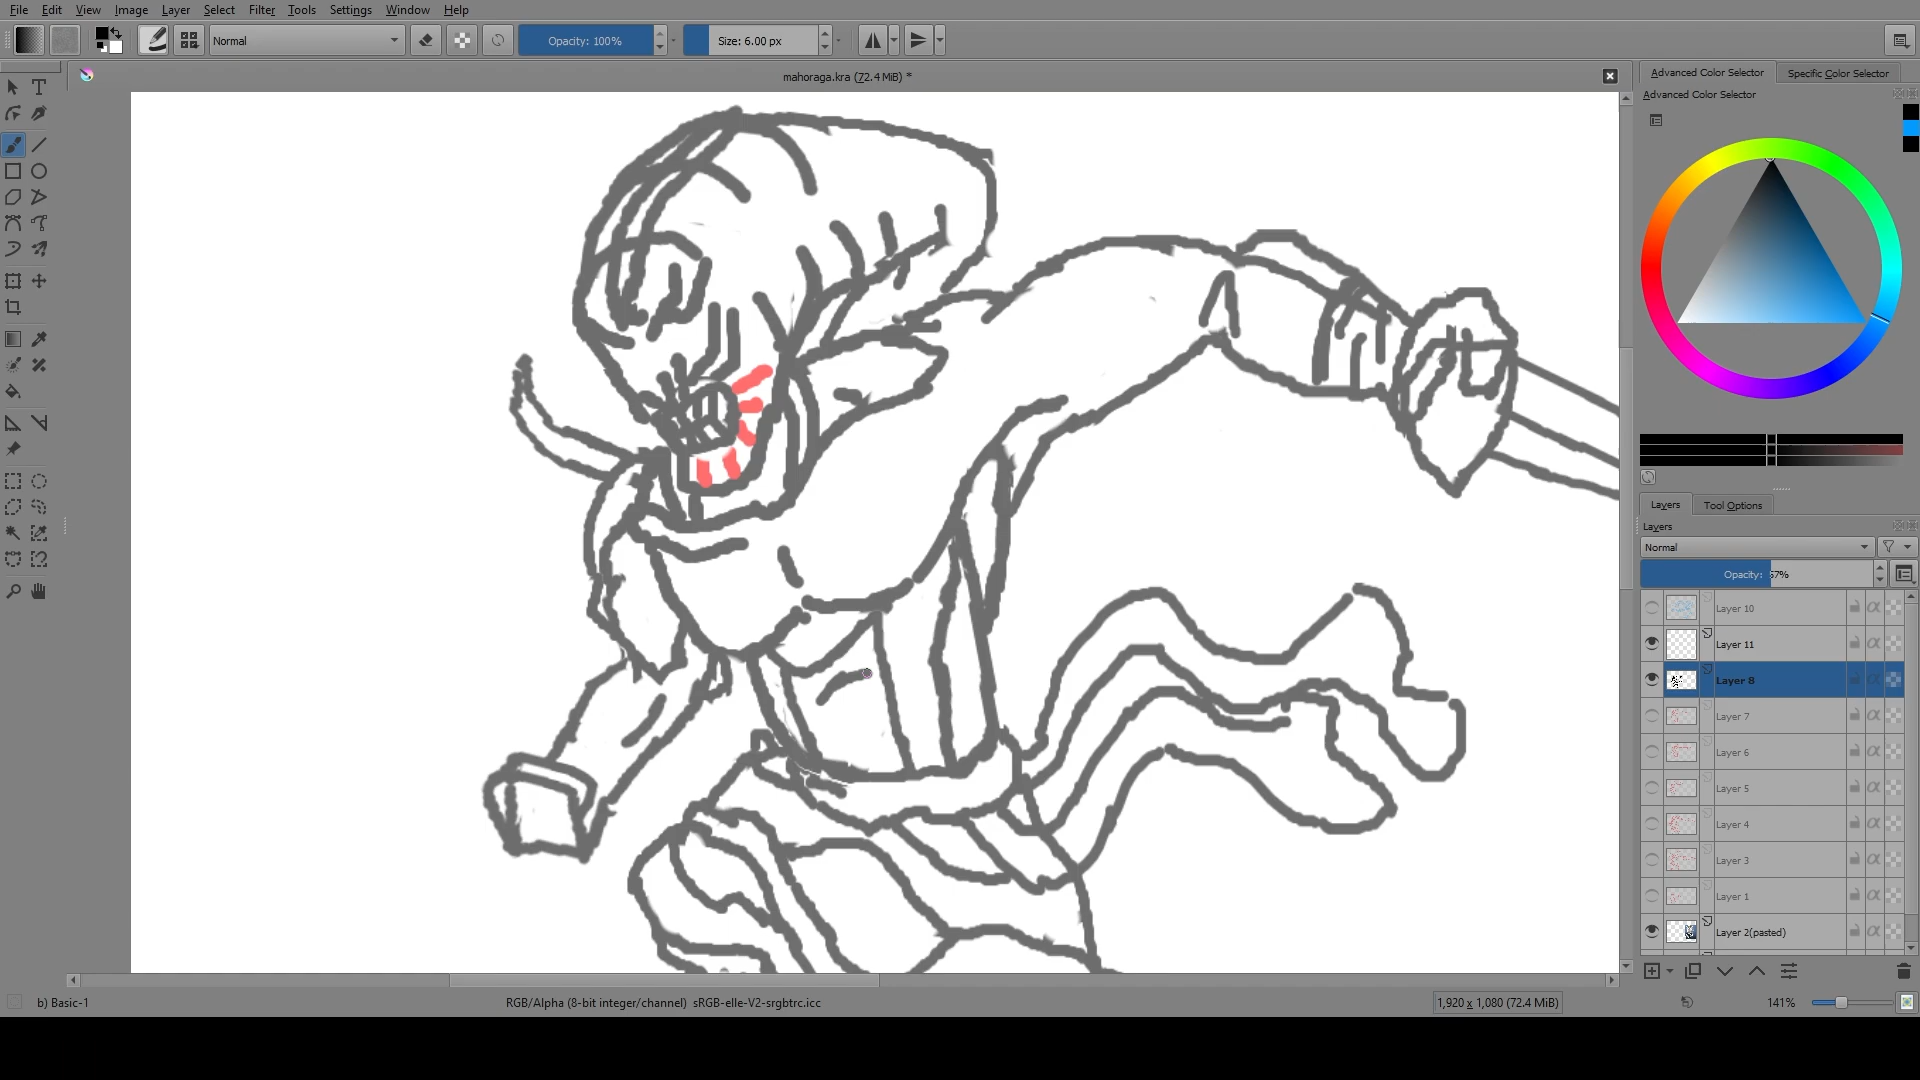 File Edit View Image Layer Select Filter Tools Settings Window Help
Normal
Opacity: 100%
Size: 6.00 px
mahoraga.kra (72.4 MiB) *
Advanced Color Selector
Specific Color Selector
Advanced Color Selector
Layers
Tool Options
Layers
Normal
Opacity: 57%
Layer 10
Layer 11
Layer 8
Layer 7
Layer 6
Layer 5
Layer 4
Layer 3
Layer 1
Layer 2(pasted)
b) Basic-1
RGB/Alpha (8-bit integer/channel) sRGB-elle-V2-srgbtrc.icc
1,920 x 1,080 (72.4 MiB)
141%